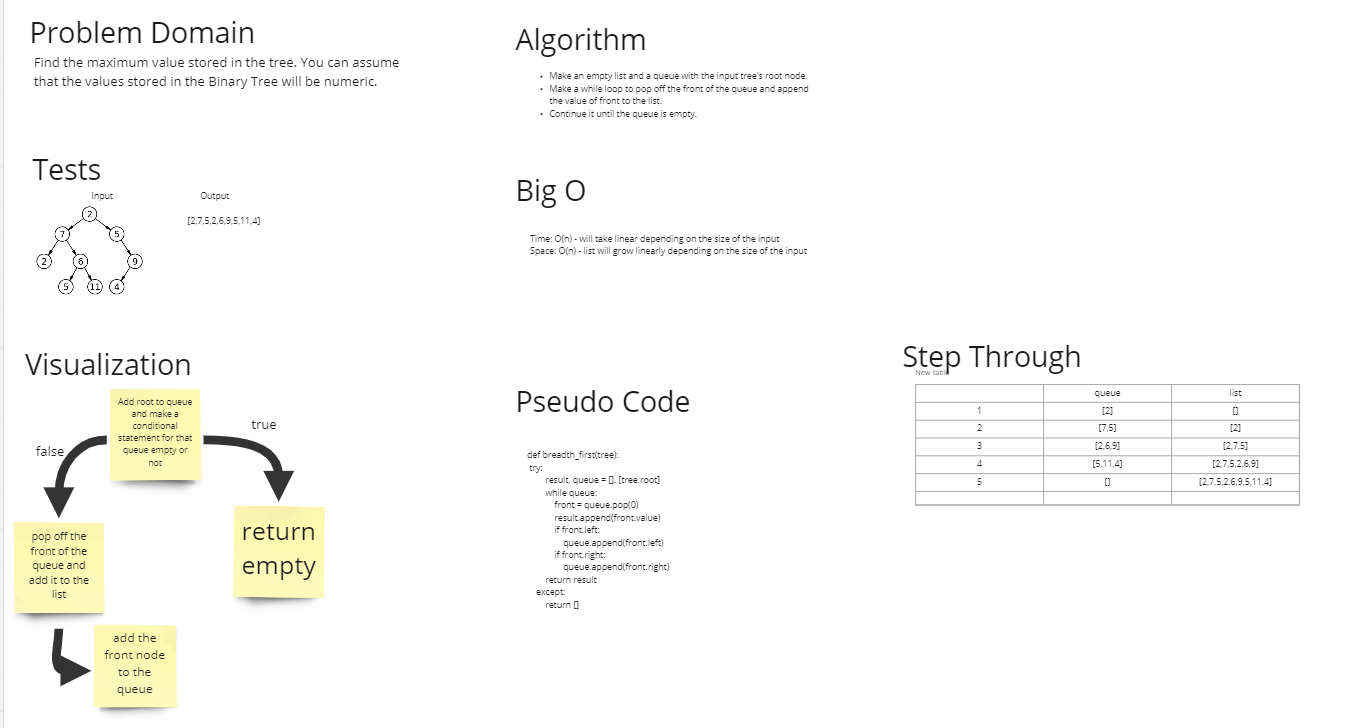 Problem Domain
Find the maximum value stored in the tree. You can assume
that the values stored in the Binary Tree will be numeric.
Tests
Input
Output
[2,7,5,2,6,9,5,11,4]
2
7
5
2
6
9
5
11
4
Visualization
Add root to queue
and make a
conditional
statement for that
queue empty or
not
false
true
pop off the
front of the
queue and
add it to the
list
return
empty
add the
front node
to the
queue
Algorithm
• Make an empty list and a queue with the input tree's root node.
• Make a while loop to pop off the front of the queue and append
the value of front to the list.
• Continue it until the queue is empty.
Big O
Time: O(n) - will take linear depending on the size of the input
Space: O(n) - list will grow linearly depending on the size of the input
Pseudo Code
def breadth_first(tree):
try:
result, queue = [], [tree.root]
while queue:
front = queue.pop(0)
result.append(front.value)
if front.left:
queue.append(front.left)
if front.right:
queue.append(front.right)
return result
except:
return []
Step Through
New table
queue list
1 [2] []
2 [7,5] [2]
3 [2,6,9] [2,7,5]
4 [5,11,4] [2,7,5,2,6,9]
5 [] [2,7,5,2,6,9,5,11,4]